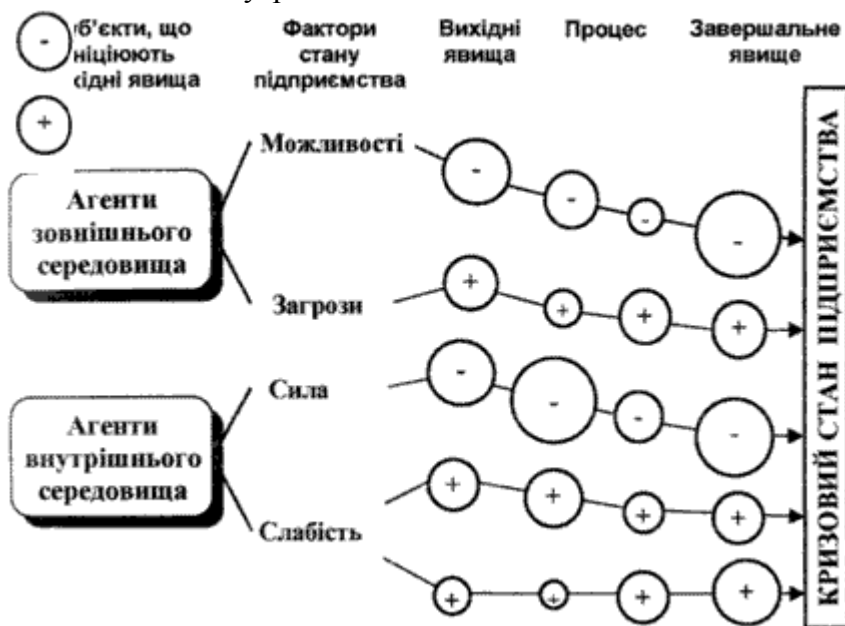 б’єкти, що
ніціюють
хідні явища
Фактори
стану
підприємства
Вихідні
явища
Процес
Завершальне
явище
-
+
Агенти
зовнішнього
середовища
Можливості
- - - -
Загрози
+ + + +
Агенти
внутрішнього
середовища
Сила
- - - -
Слабість
+ + + +
+ + + +
КРИЗОВИЙ СТАН ПІДПРИЄМСТВА